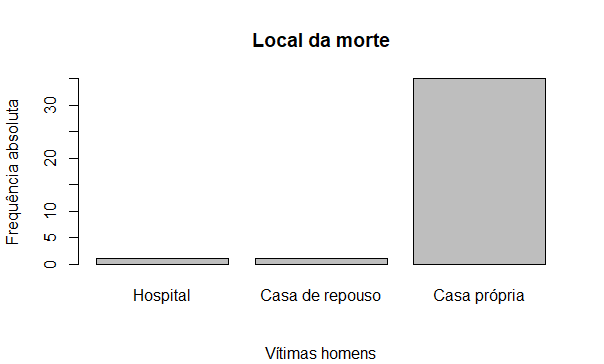 Local da morte
Frequência absoluta
30
20
10
5
0
Hospital Casa de repouso Casa própria
Vítimas homens